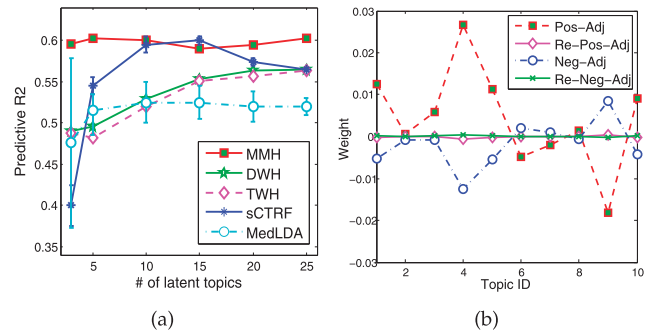 0.6
0.55
0.5
0.45
0.4
0.35
Predictive R2
5 10 15 20 25
# of latent topics
MMH
DWH
TWH
sCTRF
MedLDA
(a)
0.03
0.02
0.01
0
-0.01
-0.02
-0.03
Weight
2 4 6 8 10
Topic ID
Pos-Adj
Re-Pos-Adj
Neg-Adj
Re-Neg-Adj
(b)